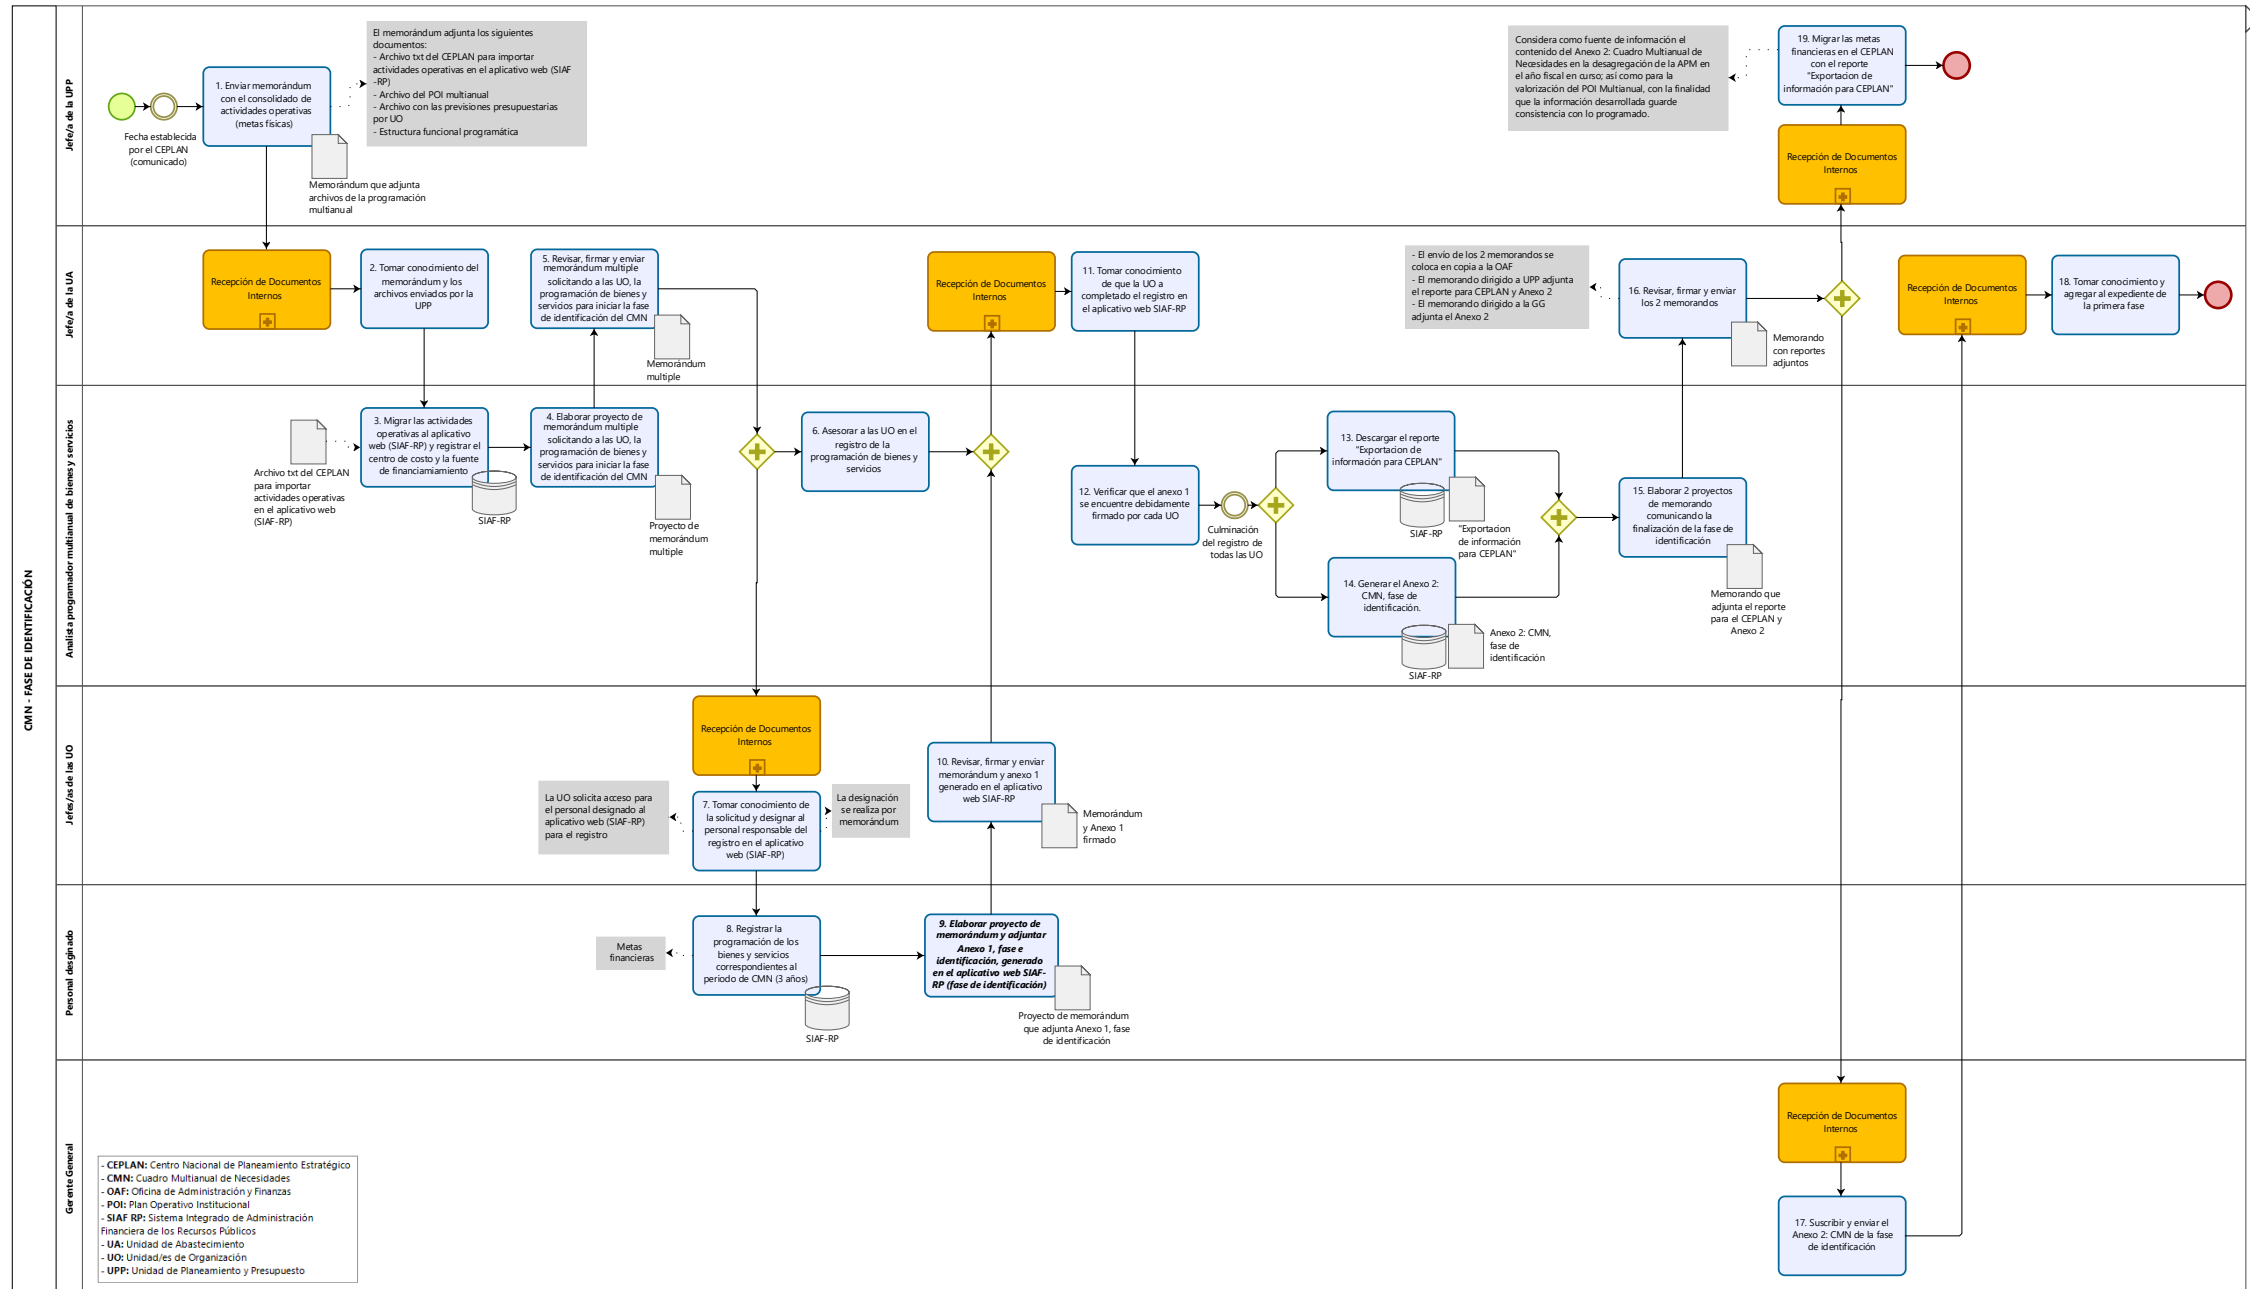 CMN - FASE DE IDENTIFICACIÓN
Jefe/a de la UPP
Fecha establecida
por el CEPLAN
(comunicado)
1. Enviar memorándum
con el consolidado de
actividades operativas
(metas físicas)
Memorándum que adjunta
archivos de la programación
multianual
El memorándum adjunta los siguientes
documentos:
- Archivo txt del CEPLAN para importar
actividades operativas en el aplicativo web (SIAF
-RP)
- Archivo del POI multianual
- Archivo con las previsiones presupuestarias
por UO
- Estructura funcional programática
Considera como fuente de información el
contenido del Anexo 2: Cuadro Multianual de
Necesidades en la desagregación de la APM en
el año fiscal en curso; así como para la
valorización del POI Multianual, con la finalidad
que la información desarrollada guarde
consistencia con lo programado.
19. Migrar las metas
financieras en el CEPLAN
con el reporte
"Exportacion de
información para CEPLAN"
Recepción de Documentos
Internos
Jefe/a de la UA
Recepción de Documentos
Internos
2. Tomar conocimiento del
memorándum y los
archivos enviados por la
UPP
5. Revisar, firmar y enviar
memorándum múltiple
solicitando a las UO, la
programación de bienes y
servicios para iniciar la fase
de identificación del CMN
Memorándum
multiple
Recepción de Documentos
Internos
11. Tomar conocimiento
de que la UO a
completado el registro en
el aplicativo web SIAF-RP
- El envío de los 2 memorandos se
coloca en copia a la OAF
- El memorando dirigido a UPP adjunta
el reporte para CEPLAN y Anexo 2
- El memorando dirigido a la GG
adjunta el Anexo 2
16. Revisar, firmar y enviar
los 2 memorandos
Memorando
con reportes
adjuntos
Recepción de Documentos
Internos
18. Tomar conocimiento y
agregar al expediente de
la primera fase
Analista programador multianual de bienes y servicios
Archivo txt del CEPLAN
para importar
actividades operativas
en el aplicativo web
(SIAF-RP)
3. Migrar las actividades
operativas al aplicativo
web (SIAF-RP) y registrar el
centro de costo y la fuente
de financiamiamiento
SIAF-RP
4. Elaborar proyecto de
memorándum multiple
solicitando a las UO, la
programación de bienes y
servicios para iniciar la fase
de identificación del CMN
Proyecto de
memorándum
multiple
6. Asesorar a las UO en el
registro de la
programación de bienes y
servicios
12. Verificar que el anexo 1
se encuentre debidamente
firmado por cada UO
Culminación
del registro de
todas las UO
13. Descargar el reporte
"Exportacion de
información para CEPLAN"
SIAF-RP
"Exportacion
de información
para CEPLAN"
14. Generar el Anexo 2:
CMN, fase de
identificación.
SIAF-RP
Anexo 2: CMN,
fase de
identificación
15. Elaborar 2 proyectos
de memorando
comunicando la
finalización de la fase de
identificación
Memorando que
adjunta el reporte
para el CEPLAN y
Anexo 2
Jefes/as de las UO
Recepción de Documentos
Internos
La UO solicita acceso para
el personal designado al
aplicativo web (SIAF-RP)
para el registro
7. Tomar conocimiento de
la solicitud y designar al
personal responsable del
registro en el aplicativo
web (SIAF-RP)
La designación
se realiza por
memorándum
10. Revisar, firmar y enviar
memorándum y anexo 1
generado en el aplicativo
web SIAF-RP
Memorándum
y Anexo 1
firmado
Personal desginado
Metas
financieras
8. Registrar la
programación de los
bienes y servicios
correspondientes al
periodo de CMN (3 años)
SIAF-RP
9. Elaborar proyecto de
memorándum y adjuntar
Anexo 1, fase e
identificación, generado
en el aplicativo web SIAF-
RP (fase de identificación)
Proyecto de memorándum
que adjunta Anexo 1, fase
de identificación
Gerente General
- CEPLAN: Centro Nacional de Planeamiento Estratégico
- CMN: Cuadro Multianual de Necesidades
- OAF: Oficina de Administración y Finanzas
- POI: Plan Operativo Institucional
- SIAF RP: Sistema Integrado de Administración
Financiera de los Recursos Públicos
- UA: Unidad de Abastecimiento
- UO: Unidad/es de Organización
- UPP: Unidad de Planeamiento y Presupuesto
Recepción de Documentos
Internos
17. Suscribir y enviar el
Anexo 2: CMN de la fase
de identificación